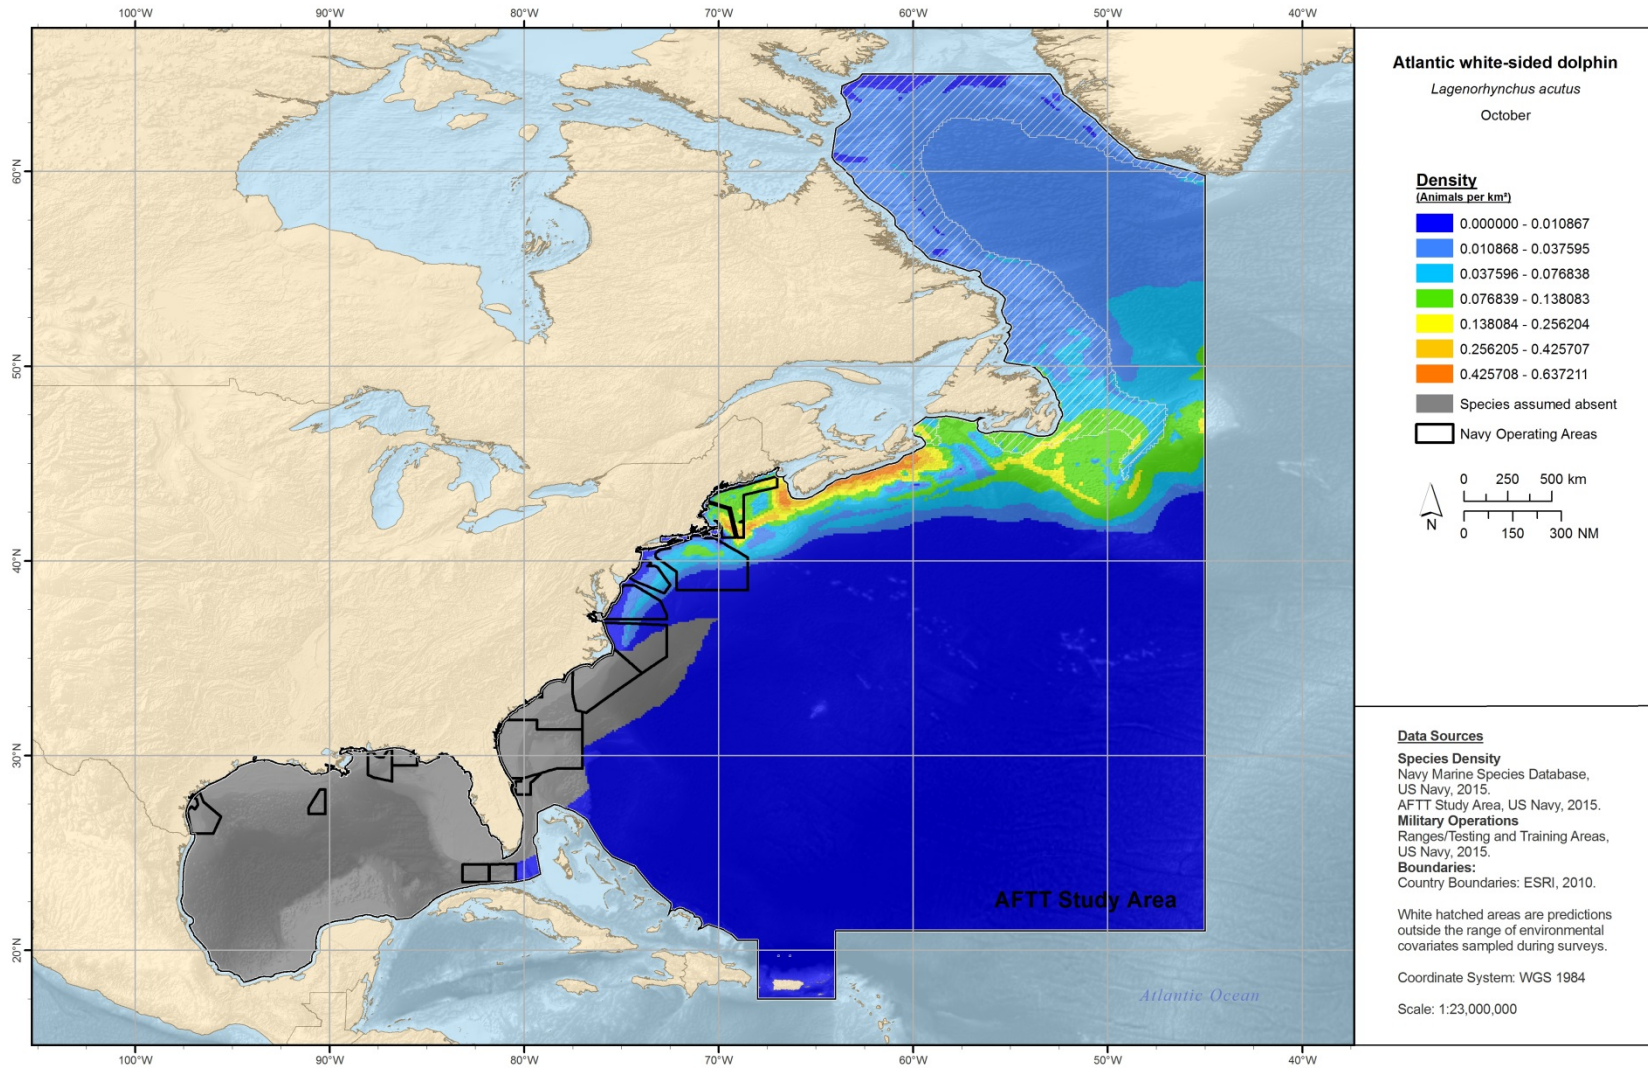 100°W 90°W 80°W 70°W 60°W 50°W 40°W
60°N
50°N
40°N
30°N
20°N
AFTT Study Area
Atlantic Ocean
100°W 90°W 80°W 70°W 60°W 50°W 40°W
Atlantic white-sided dolphin
Lagenorhynchus acutus
October
Density
(Animals per km²)
0.000000 - 0.010867
0.010868 - 0.037595
0.037596 - 0.076838
0.076839 - 0.138083
0.138084 - 0.256204
0.256205 - 0.425707
0.425708 - 0.637211
Species assumed absent
Navy Operating Areas
N
0 250 500 km
0 150 300 NM
Data Sources
Species Density
Navy Marine Species Database,
US Navy, 2015.
AFTT Study Area, US Navy, 2015.
Military Operations
Ranges/Testing and Training Areas,
US Navy, 2015.
Boundaries:
Country Boundaries: ESRI, 2010.
White hatched areas are predictions
outside the range of environmental
covariates sampled during surveys.
Coordinate System: WGS 1984
Scale: 1:23,000,000